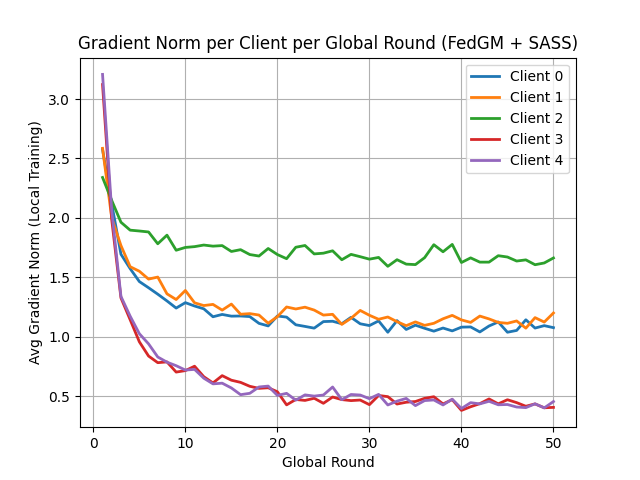 Gradient Norm per Client per Global Round (FedGM + SASS)
Client 0
Client 1
Client 2
Client 3
Client 4
Avg Gradient Norm (Local Training)
3.0
2.5
2.0
1.5
1.0
0.5
0 10 20 30 40 50
Global Round